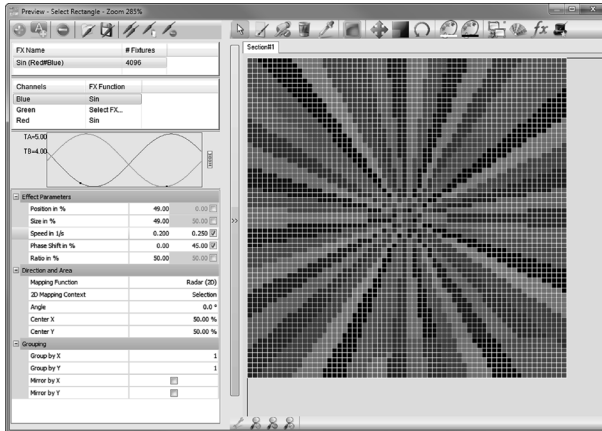 Preview - Select Rectangle - Zoom 285%
Section#1
FX Name # Fixtures
Sin (Red#Blue) 4096
Channels FX Function
Blue Sin
Green Select FX...
Red Sin
TA=5.00
TB=4.00
Effect Parameters
Position in % 49.00 0.00
Size in % 49.00 50.00
Speed in 1/s 0.200 0.250
Phase Shift in % 0.00 45.00
Ratio in % 50.00 50.00
Direction and Area
Mapping Function Radar (2D)
2D Mapping Context Selection
Angle 0.0 °
Center X 50.00 %
Center Y 50.00 %
Grouping
Group by X 1
Group by Y 1
Mirror by X
Mirror by Y
>>
fx